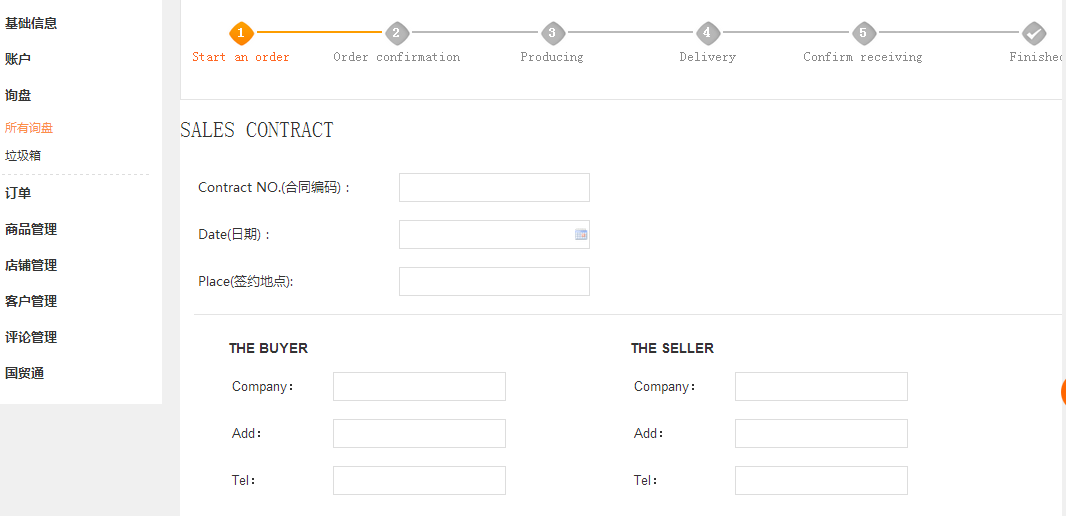 基础信息
账户
询盘
所有询盘
垃圾箱
订单
商品管理
店铺管理
客户管理
评论管理
国贸通
1 2 3 4 5
Start an order Order confirmation Producing Delivery Confirm receiving Finished
SALES CONTRACT
Contract NO.(合同编码)：
Date(日期)：
Place(签约地点):
THE BUYER THE SELLER
Company： Company：
Add： Add：
Tel： Tel：